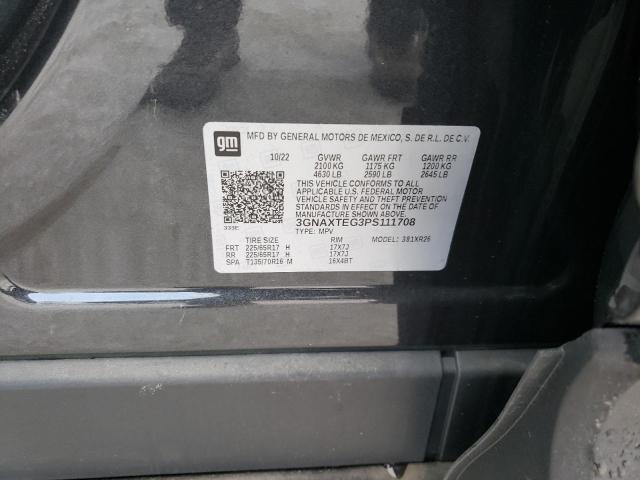 gm MFD BY GENERAL MOTORS DE MEXICO, S. DE R.L. DE C.V.
10/22 GVWR GAWR FRT GAWR RR
2100 KG 1175 KG 1200 KG
4630 LB 2590 LB 2645 LB
THIS VEHICLE CONFORMS TO ALL
APPLICABLE U.S. FEDERAL MOTOR
VEHICLE SAFETY AND THEFT
PREVENTION STANDARDS
IN EFFECT ON THE DATE OF
MANUFACTURE SHOWN ABOVE.
333E 3GNAXTEG3PS111708
TYPE: MPV
TIRE SIZE RIM MODEL: 381XR26
FRT 225/65R17 H 17X7J
RR 225/65R17 H 17X7J
SPA T135/70R16 M 16X4BT